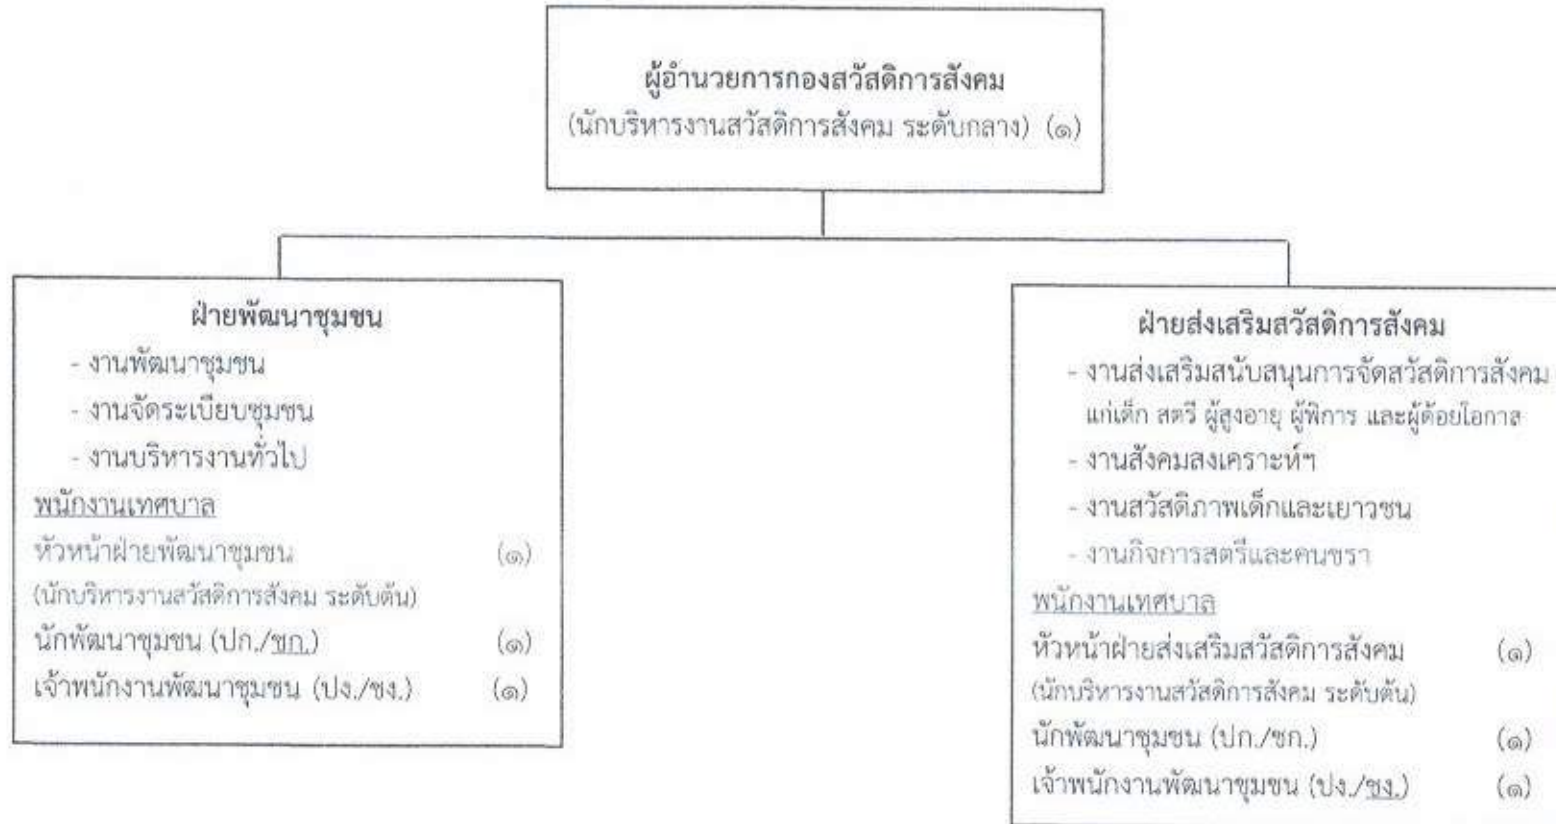 ผู้อำนวยการกองสวัสดิการสังคม
(นักบริหารงานสวัสดิการสังคม ระดับกลาง) (๑)
ฝ่ายพัฒนาชุมชน
- งานพัฒนาชุมชน
- งานจัดระเบียบชุมชน
- งานบริหารงานทั่วไป
พนักงานเทศบาล
หัวหน้าฝ่ายพัฒนาชุมชน (๑)
(นักบริหารงานสวัสดิการสังคม ระดับต้น)
นักพัฒนาชุมชน (ปก./ชก.) (๑)
เจ้าพนักงานพัฒนาชุมชน (ปง./ชง.) (๑)
ฝ่ายส่งเสริมสวัสดิการสังคม
- งานส่งเสริมสนับสนุนการจัดสวัสดิการสังคม
แก่เด็ก สตรี ผู้สูงอายุ ผู้พิการ และผู้ด้อยโอกาส
- งานสังคมสงเคราะห์ฯ
- งานสวัสดิภาพเด็กและเยาวชน
- งานกิจการสตรีและคนชรา
พนักงานเทศบาล
หัวหน้าฝ่ายส่งเสริมสวัสดิการสังคม (๑)
(นักบริหารงานสวัสดิการสังคม ระดับต้น)
นักพัฒนาชุมชน (ปก./ชก.) (๑)
เจ้าพนักงานพัฒนาชุมชน (ปง./ชง.) (๑)